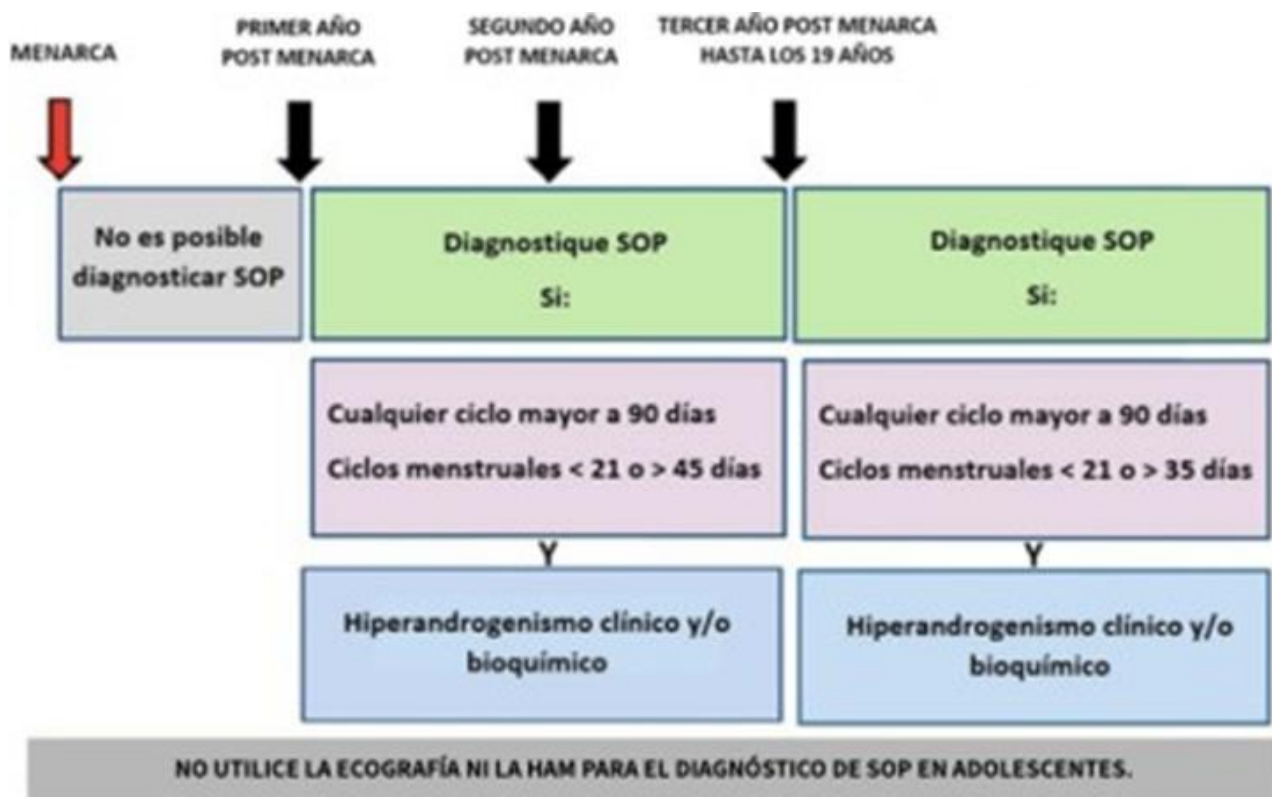 MENARCA
PRIMER AÑO
POST MENARCA
SEGUNDO AÑO
POST MENARCA
TERCER AÑO POST MENARCA
HASTA LOS 19 AÑOS
No es posible
diagnosticar SOP
Diagnostique SOP
Si:
Diagnostique SOP
Si:
Cualquier ciclo mayor a 90 días
Ciclos menstruales < 21 o > 45 días
Cualquier ciclo mayor a 90 días
Ciclos menstruales < 21 o > 35 días
Y
Y
Hiperandrogenismo clínico y/o
bioquímico
Hiperandrogenismo clínico y/o
bioquímico
NO UTILICE LA ECOGRAFÍA NI LA HAM PARA EL DIAGNÓSTICO DE SOP EN ADOLESCENTES.